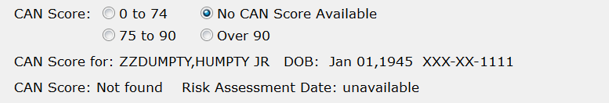 CAN Score: 0 to 74 No CAN Score Available
75 to 90 Over 90
CAN Score for: ZZDUMPTY,HUMPTY JR DOB: Jan 01,1945 XXX-XX-1111
CAN Score: Not found Risk Assessment Date: unavailable